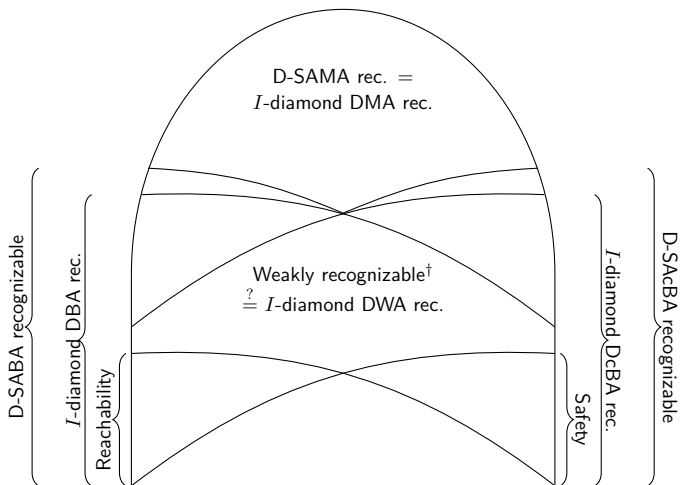 D-SAMA rec. =
I-diamond DMA rec.
Weakly recognizable†
?= I-diamond DWA rec.
D-SABA recognizable
I-diamond DBA rec.
Reachability
Safety
I-diamond DcBA rec.
D-SAcBA recognizable